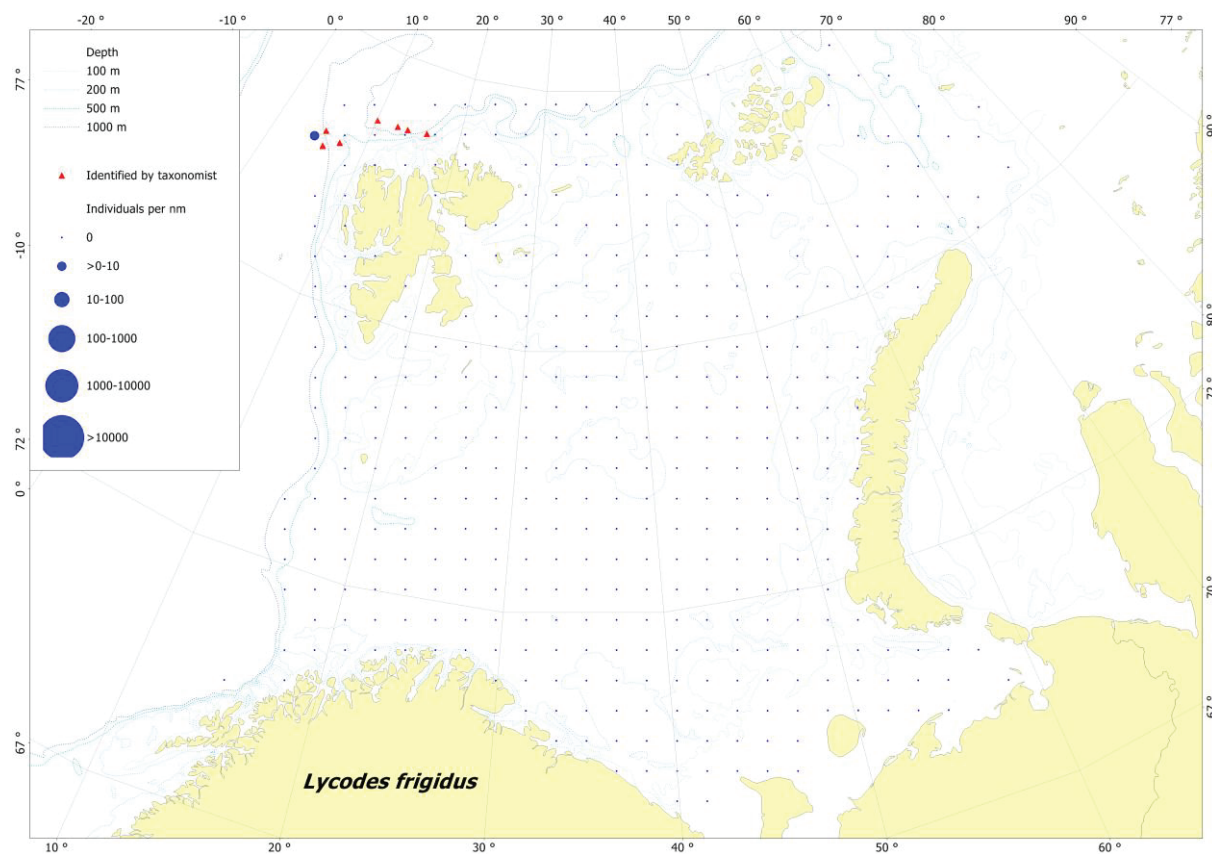 -20 ° -10 ° 0 ° 10 ° 20 ° 30 ° 40 ° 50 ° 60 ° 70 ° 80 ° 90 ° 77 °
Depth
100 m
200 m
500 m
1000 m
Identified by taxonomist
Individuals per nm
0
>0-10
10-100
100-1000
1000-10000
>10000
77 °
-10 °
72 °
0 °
67 °
90 °
80 °
72 °
70 °
67 °
Lycodes frigidus
10 ° 20 ° 30 ° 40 ° 50 ° 60 °